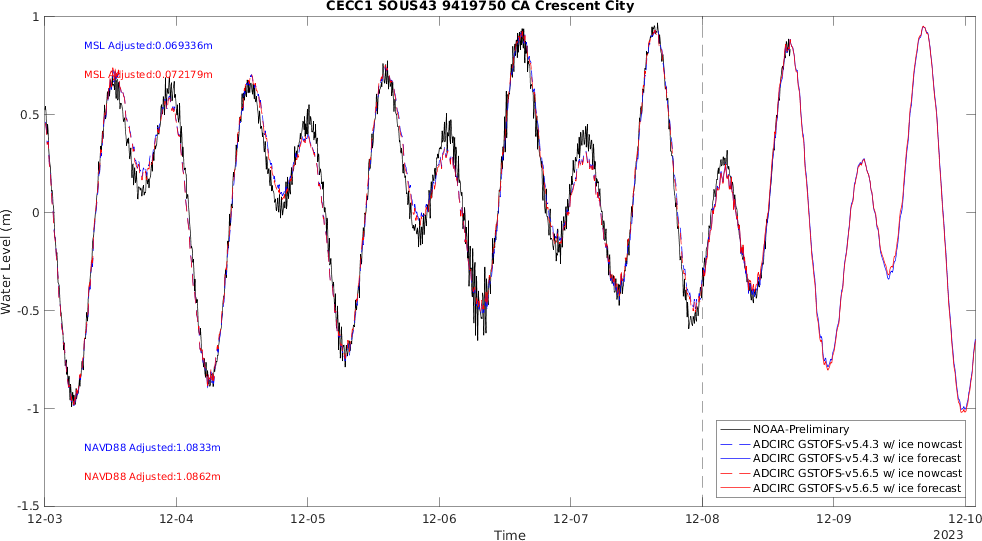 CECC1 SOUS43 9419750 CA Crescent City
MSL Adjusted:0.069336m
MSL Adjusted:0.072179m
NAVD88 Adjusted:1.0833m
NAVD88 Adjusted:1.0862m
Water Level (m)
1
0.5
0
-0.5
-1
-1.5
NOAA-Preliminary
ADCIRC GSTOFS-v5.4.3 w/ ice nowcast
ADCIRC GSTOFS-v5.4.3 w/ ice forecast
ADCIRC GSTOFS-v5.6.5 w/ ice nowcast
ADCIRC GSTOFS-v5.6.5 w/ ice forecast
12-03 12-04 12-05 12-06 12-07 12-08 12-09 12-10
Time
2023